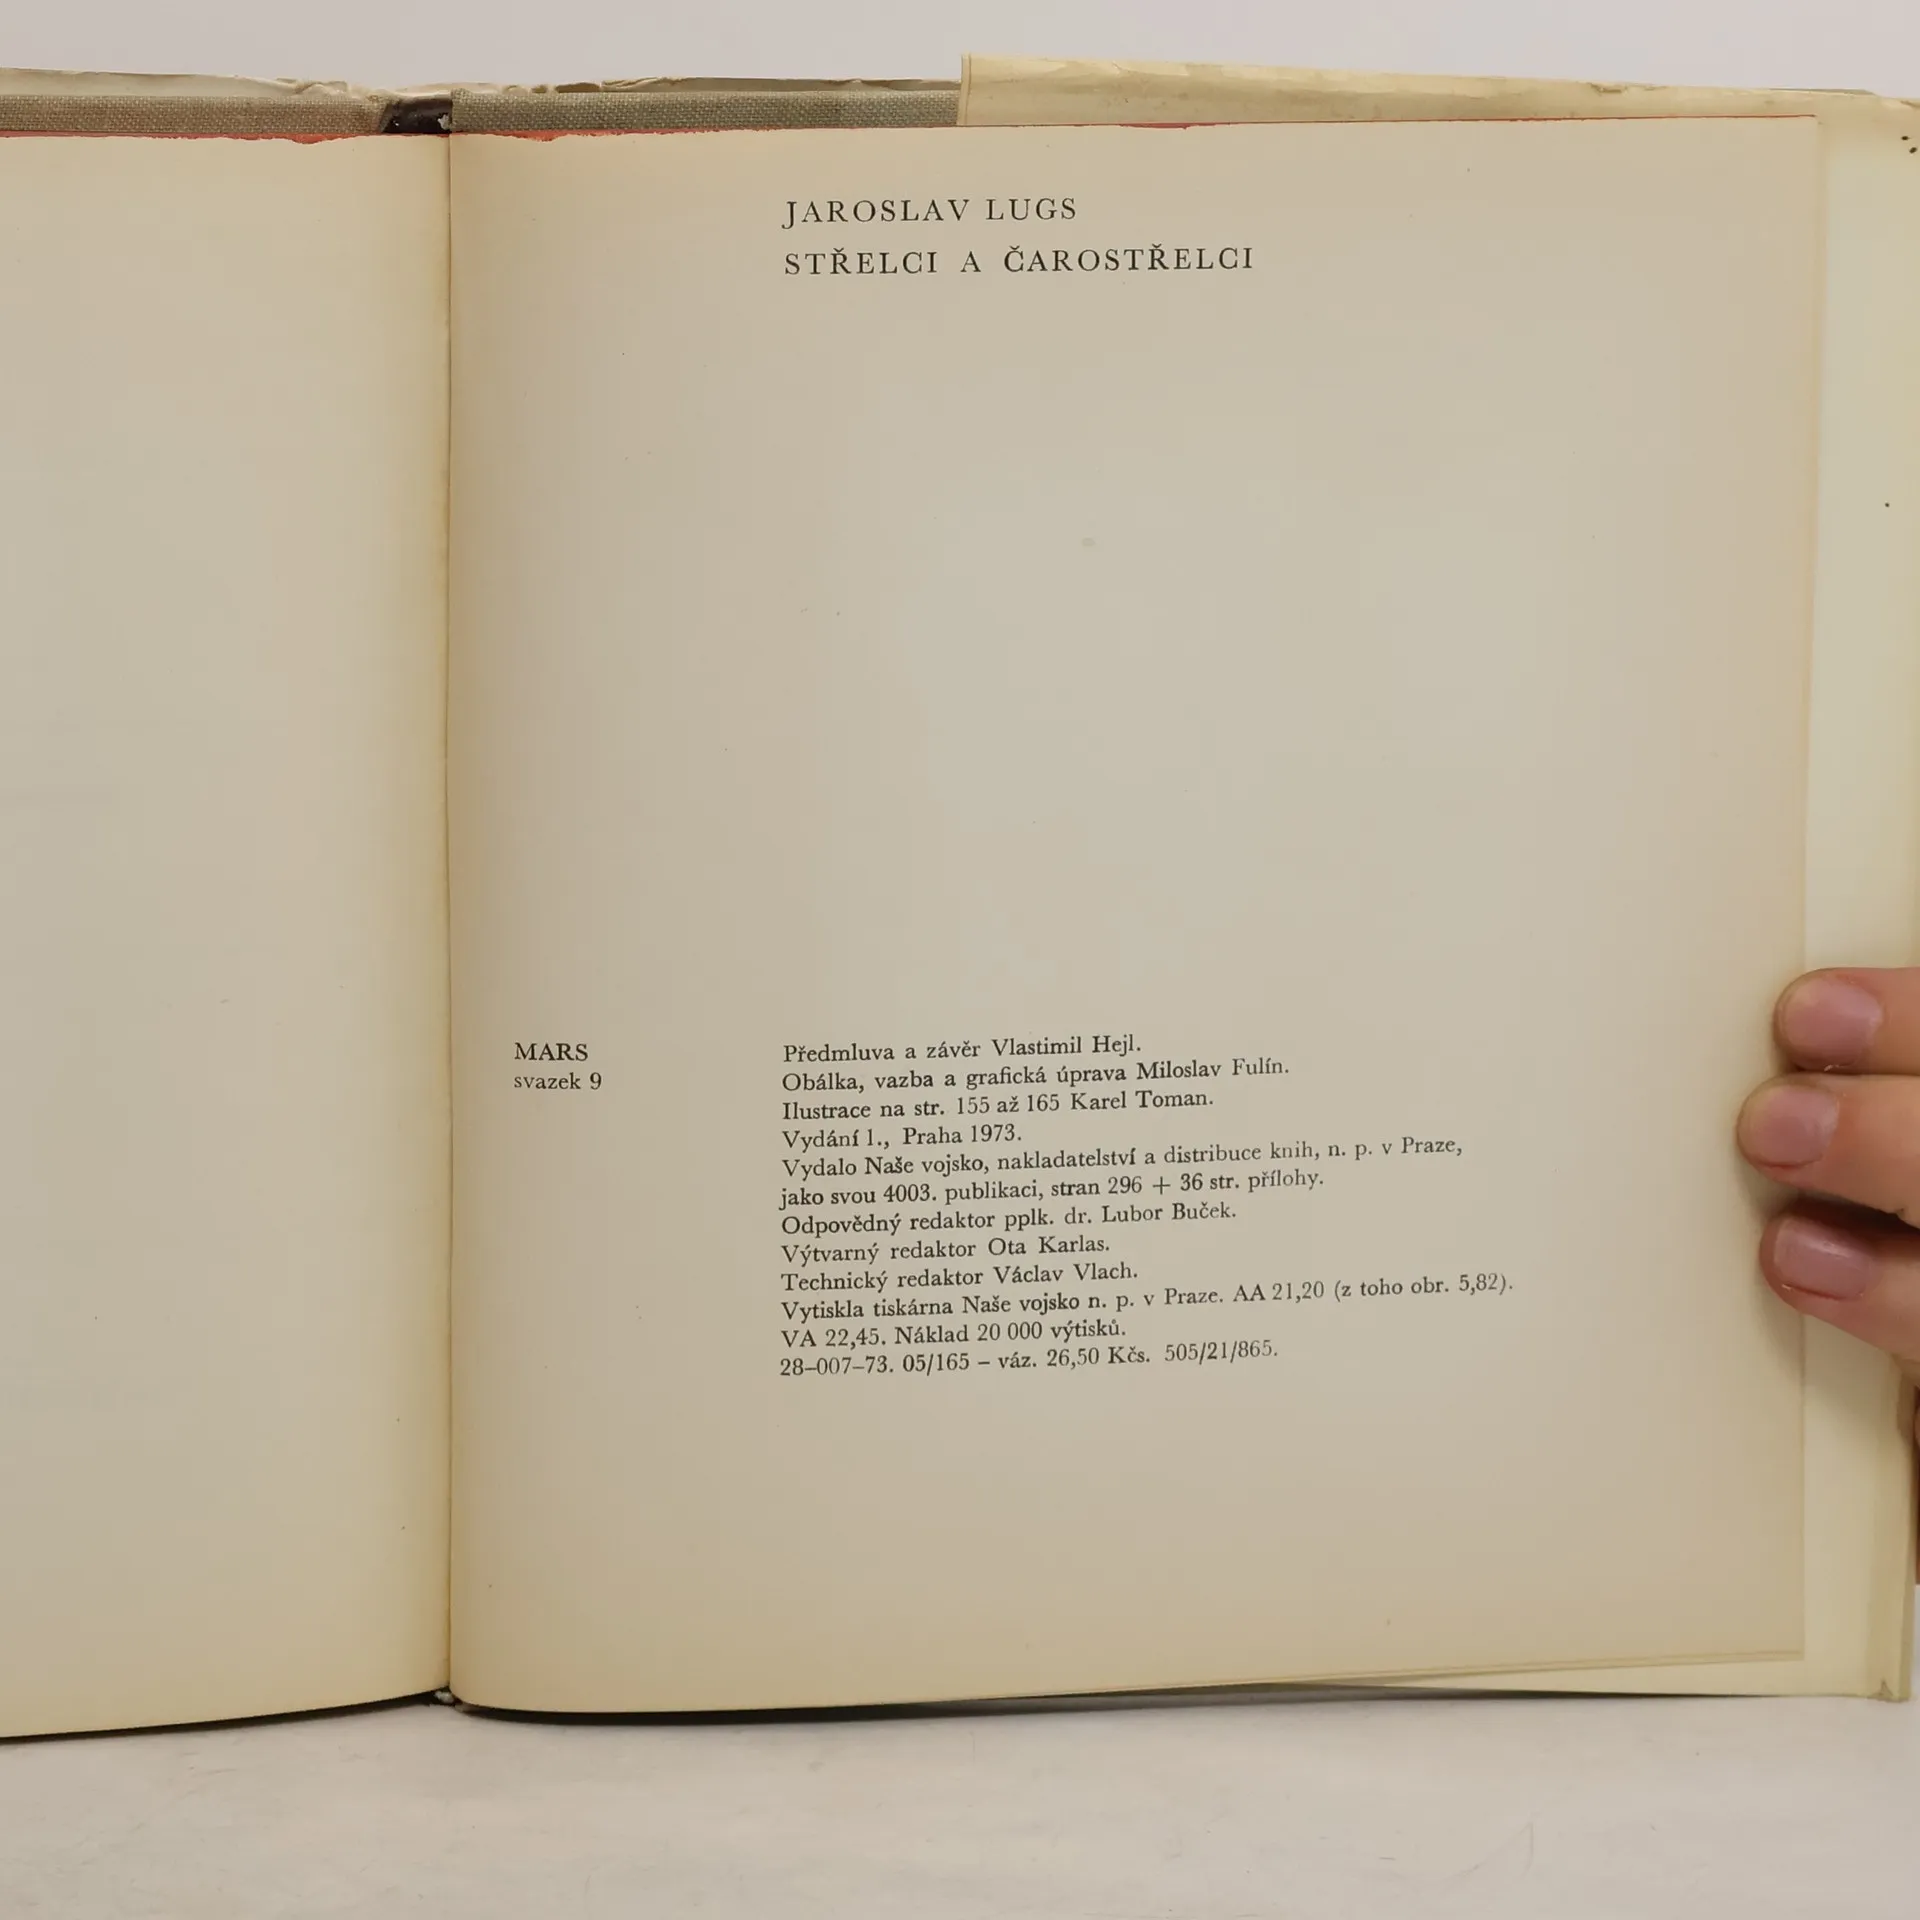 JAROSLAV LUGS
STŘELCI A ČAROSTŘELCI
MARS
svazek 9
Předmluva a závěr Vlastimil Hejl.
Obálka, vazba a grafická úprava Miloslav Fulín.
Ilustrace na str. 155 až 165 Karel Toman.
Vydání 1., Praha 1973.
Vydalo Naše vojsko, nakladatelství a distribuce knih, n. p. v Praze,
jako svou 4003. publikaci, stran 296 + 36 str. přílohy.
Odpovědný redaktor pplk. dr. Lubor Buček.
Výtvarný redaktor Ota Karlas.
Technický redaktor Václav Vlach.
Vytiskla tiskárna Naše vojsko n. p. v Praze. AA 21,20 (z toho obr. 5,82).
VA 22,45. Náklad 20 000 výtisků.
28–007–73. 05/165 – váz. 26,50 Kčs. 505/21/865.